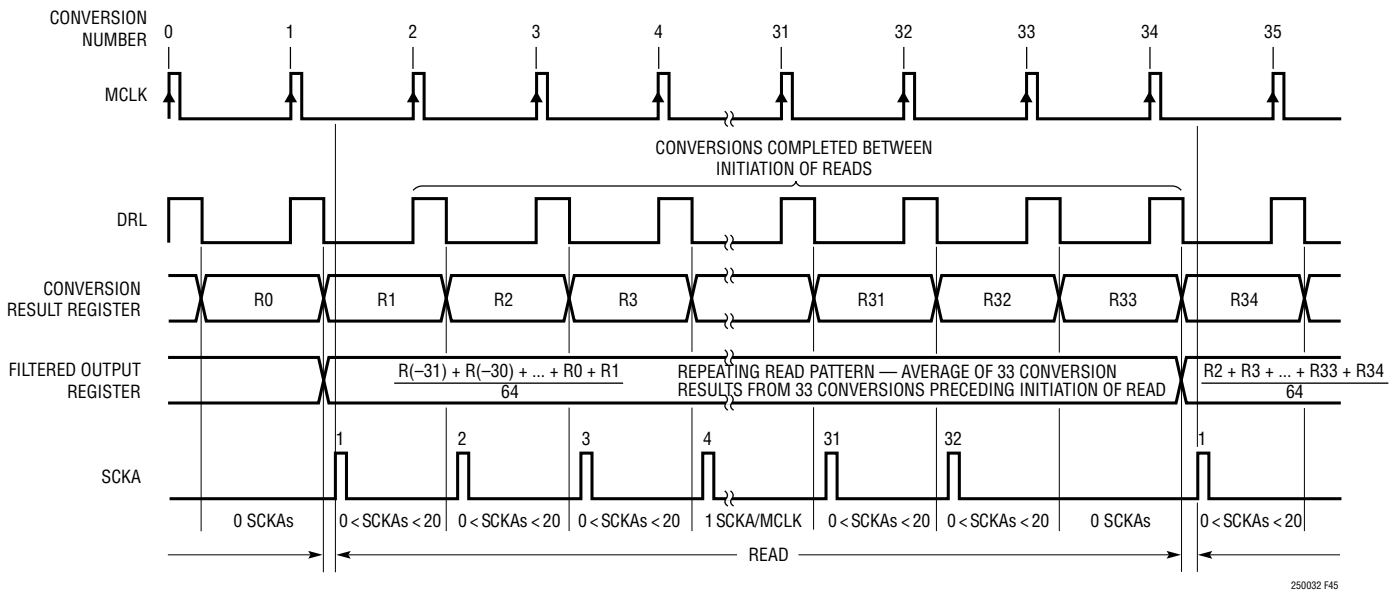 CONVERSION
NUMBER
0 1 2 3 4 31 32 33 34 35
MCLK
CONVERSIONS COMPLETED BETWEEN
INITIATION OF READS
DRL
CONVERSION
RESULT REGISTER
R0 R1 R2 R3 R31 R32 R33 R34
FILTERED OUTPUT
REGISTER
R(–31) + R(–30) + ... + R0 + R1
64
REPEATING READ PATTERN — AVERAGE OF 33 CONVERSION
RESULTS FROM 33 CONVERSIONS PRECEDING INITIATION OF READ
R2 + R3 + ... + R33 + R34
64
SCKA
1 2 3 4 31 32 1
0 SCKAs 0 < SCKAs < 20 0 < SCKAs < 20 0 < SCKAs < 20 1 SCKA/MCLK 0 < SCKAs < 20 0 < SCKAs < 20 0 SCKAs 0 < SCKAs < 20
READ
250032 F45